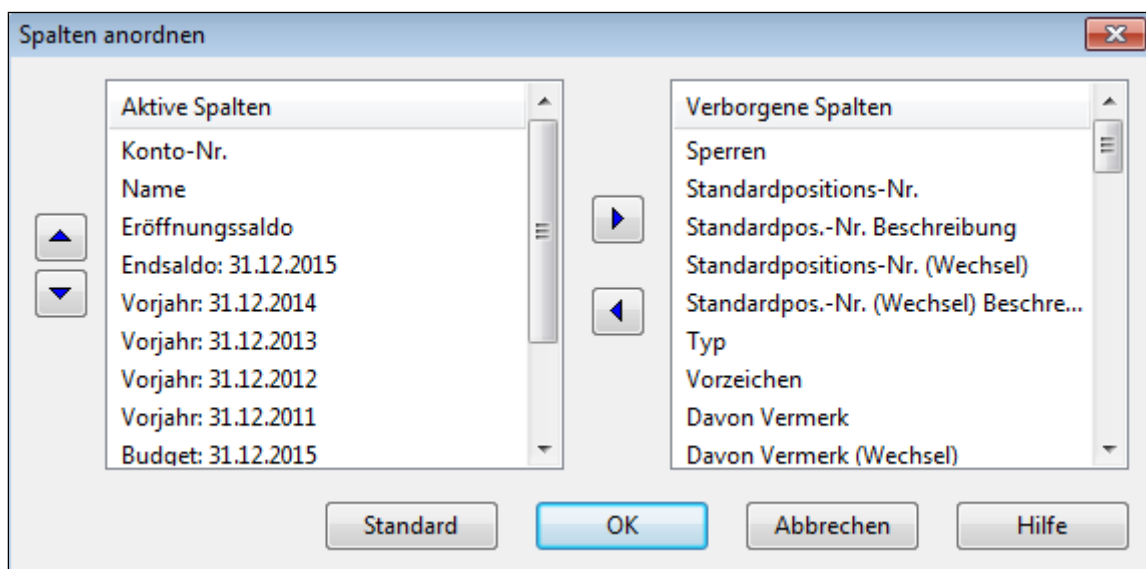 Spalten anordnen
Aktive Spalten
Konto-Nr.
Name
Eröffnungssaldo
Endsaldo: 31.12.2015
Vorjahr: 31.12.2014
Vorjahr: 31.12.2013
Vorjahr: 31.12.2012
Vorjahr: 31.12.2011
Budget: 31.12.2015
Verborgene Spalten
Sperren
Standardpositions-Nr.
Standardpos.-Nr. Beschreibung
Standardpositions-Nr. (Wechsel)
Standardpos.-Nr. (Wechsel) Beschre...
Typ
Vorzeichen
Davon Vermerk
Davon Vermerk (Wechsel)
Standard
OK
Abbrechen
Hilfe